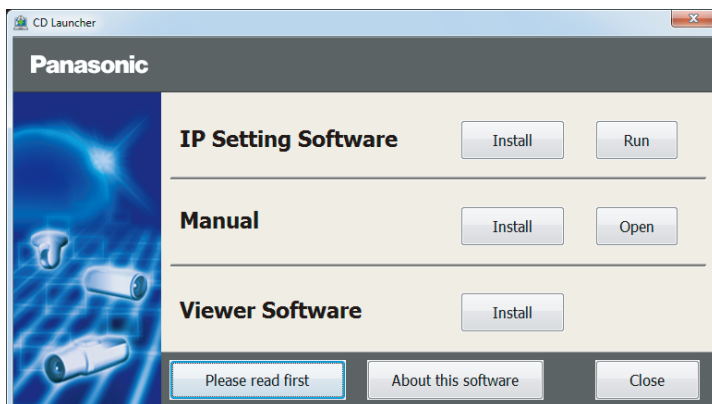 CD Launcher
Panasonic
IP Setting Software Install Run
Manual Install Open
Viewer Software Install
Please read first About this software Close